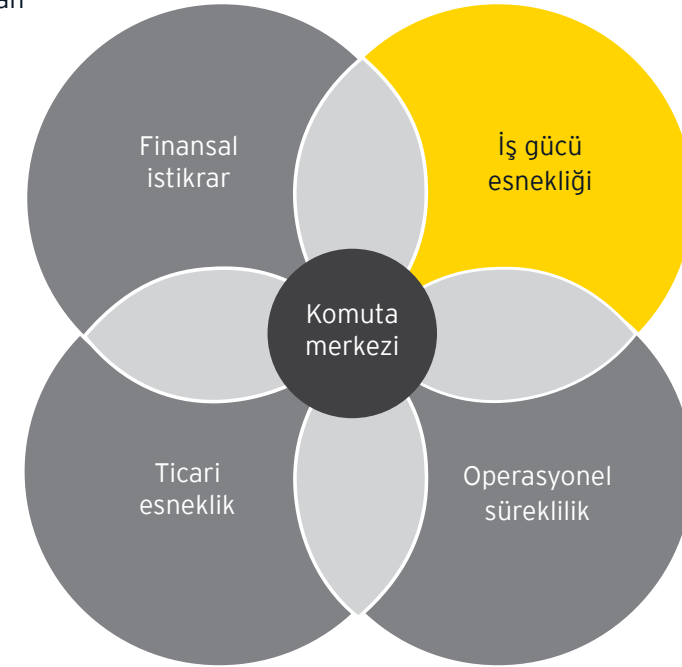 Finansal
istikrar
İş gücü
esnekliği
Komuta
merkezi
Ticari
esneklik
Operasyonel
süreklilik